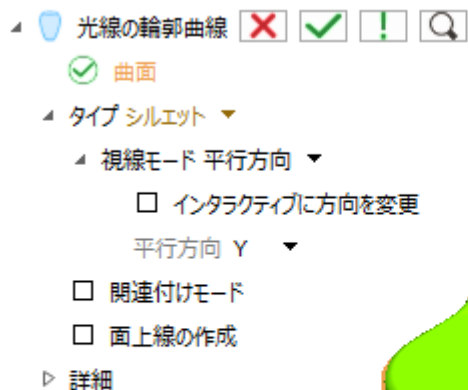 光線の輪郭曲線
曲面
タイプ シルエット
視線モード 平行方向
インタラクティブに方向を変更
平行方向 Y
関連付けモード
面上線の作成
詳細